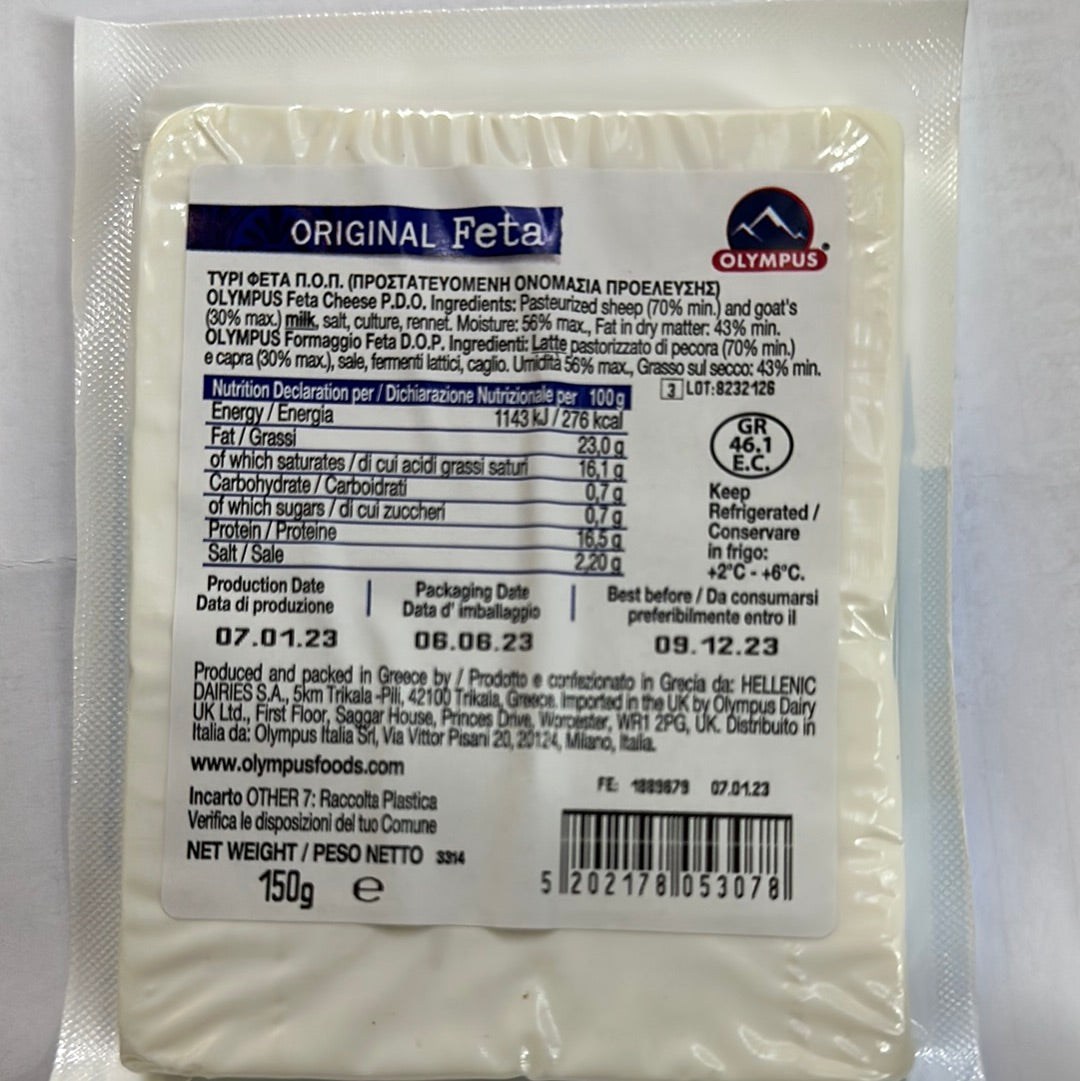 ORIGINAL Feta
OLYMPUS
ΤΥΡΙ ΦΕΤΑ Π.Ο.Π. (ΠΡΟΣΤΑΤΕΥΟΜΕΝΗ ΟΝΟΜΑΣΙΑ ΠΡΟΕΛΕΥΣΗΣ)
OLYMPUS Feta Cheese P.D.O. Ingredients: Pasteurized sheep (70% min.) and goat's
(30% max.) milk, salt, culture, rennet. Moisture: 56% max., Fat in dry matter: 43% min.
OLYMPUS Formaggio Feta D.O.P. Ingredienti: Latte pastorizzato di pecora (70% min.)
e capra (30% max.), sale, fermenti lattici, caglio. Umidità 56% max., Grasso sul secco: 43% min.
Nutrition Declaration per / Dichiarazione Nutrizionale per 100g
Energy / Energia 1143 kJ / 276 kcal
Fat / Grassi 23,0 g
of which saturates / di cui acidi grassi saturi 16,1 g
Carbohydrate / Carboidrati 0,7 g
of which sugars / di cui zuccheri 0,7 g
Protein / Proteine 16,5 g
Salt / Sale 2,20 g
3 LOT:8232126
GR
46.1
E.C.
Keep
Refrigerated /
Conservare
in frigo:
+2°C - +6°C.
Production Date
Data di produzione
07.01.23
Packaging Date
Data d' imballaggio
06.06.23
Best before / Da consumarsi
preferibilmente entro il
09.12.23
Produced and packed in Greece by / Prodotto e confezionato in Grecia da: HELLENIC
DAIRIES S.A., 5km Trikala -Pili, 42100 Trikala, Greece. Imported in the UK by Olympus Dairy
UK Ltd., First Floor, Saggar House, Princes Drive, Worcester, WR1 2PG, UK. Distribuito in
Italia da: Olympus Italia Srl, Via Vittor Pisani 20, 20124, Milano, Italia.
www.olympusfoods.com
FE: 1889679 07.01.23
Incarto OTHER 7: Raccolta Plastica
Verifica le disposizioni del tuo Comune
NET WEIGHT / PESO NETTO 3314
150g e
5 202178 053078